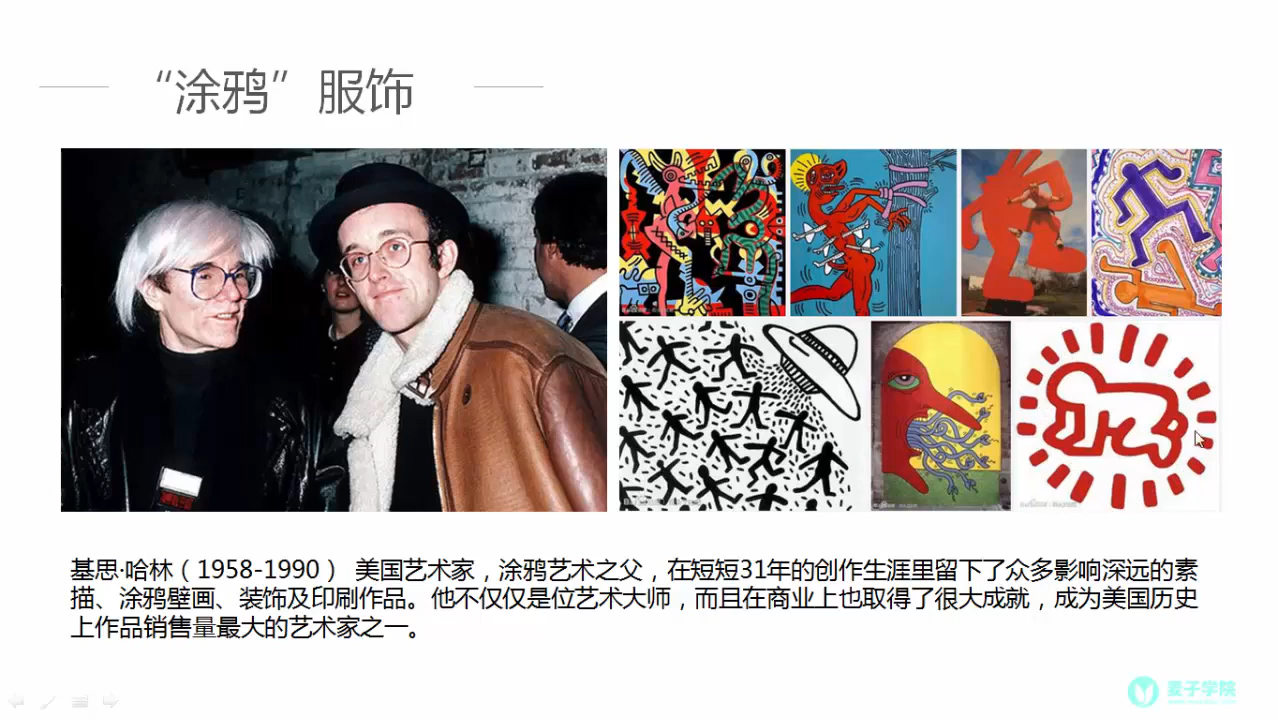 “涂鸦”服饰
基思·哈林（1958-1990） 美国艺术家，涂鸦艺术之父，在短短31年的创作生涯里留下了众多影响深远的素
描、涂鸦壁画、装饰及印刷作品。他不仅仅是位艺术大师，而且在商业上也取得了很大成就，成为美国历史
上作品销售量最大的艺术家之一。
麦子学院